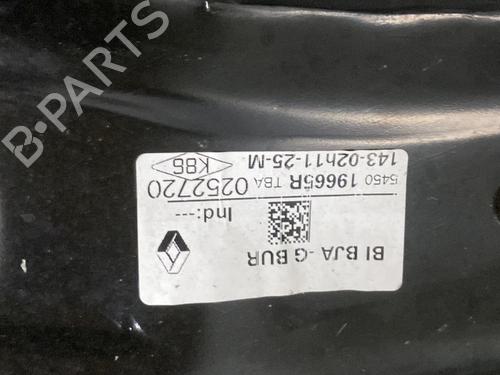 BI BJA -G BUR
Ind:---
5450 19665R TBA 0252720
143-02h11-25-M K86
B-PARTS